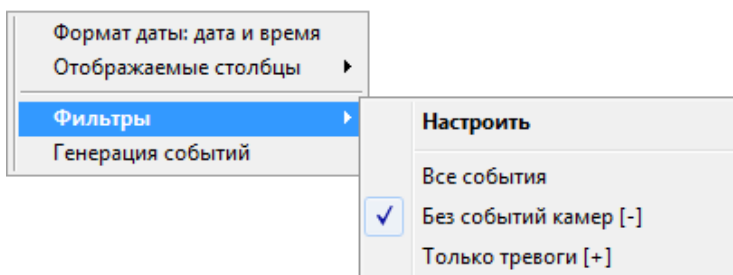 Формат даты: дата и время
Отображаемые столбцы
Фильтры
Генерация событий
Настроить
Все события
Без событий камер [-]
Только тревоги [+]